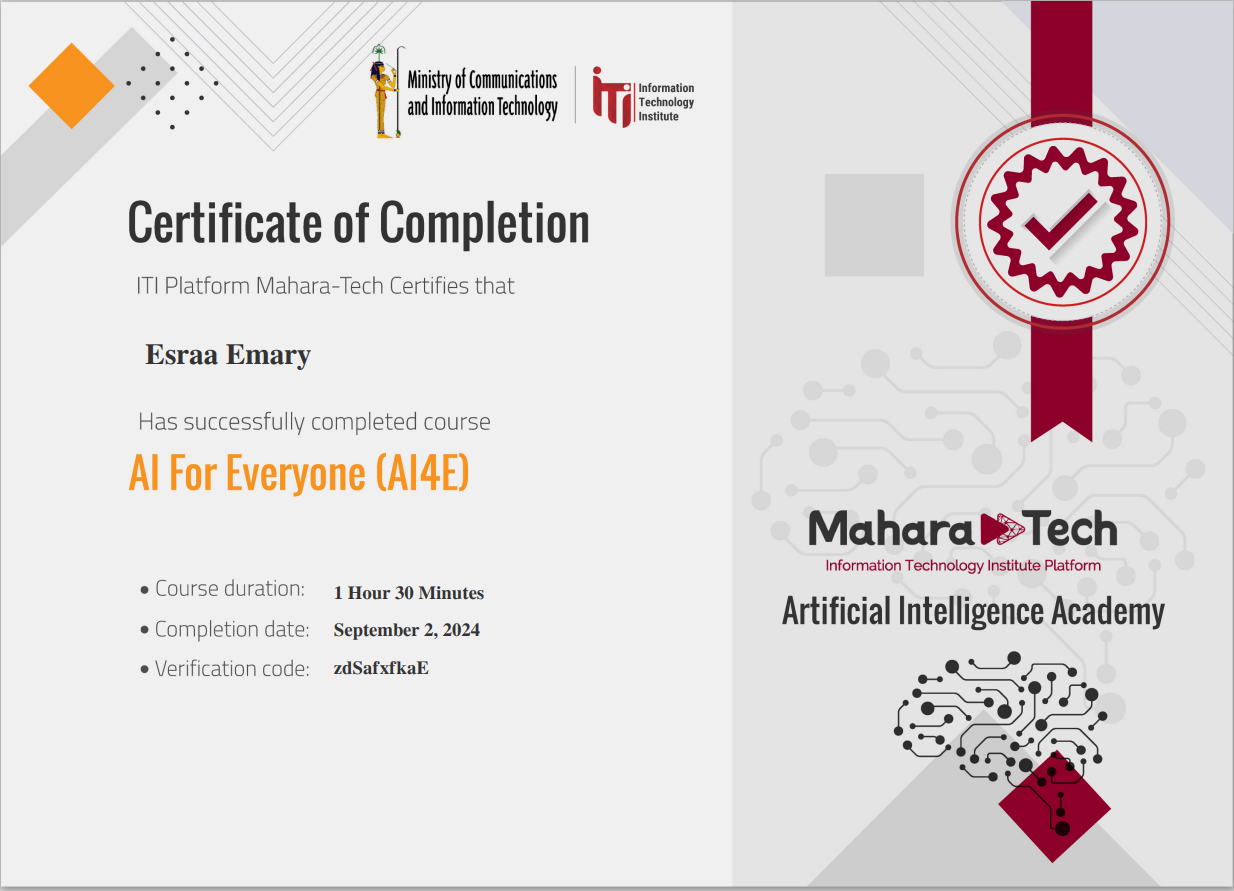 Ministry of Communications
and Information Technology
iTi
Information
Technology
Institute
Certificate of Completion
ITI Platform Mahara-Tech Certifies that
Esraa Emary
Has successfully completed course
AI For Everyone (AI4E)
• Course duration: 1 Hour 30 Minutes
• Completion date: September 2, 2024
• Verification code: zdSafxfkaE
Mahara Tech
Information Technology Institute Platform
Artificial Intelligence Academy